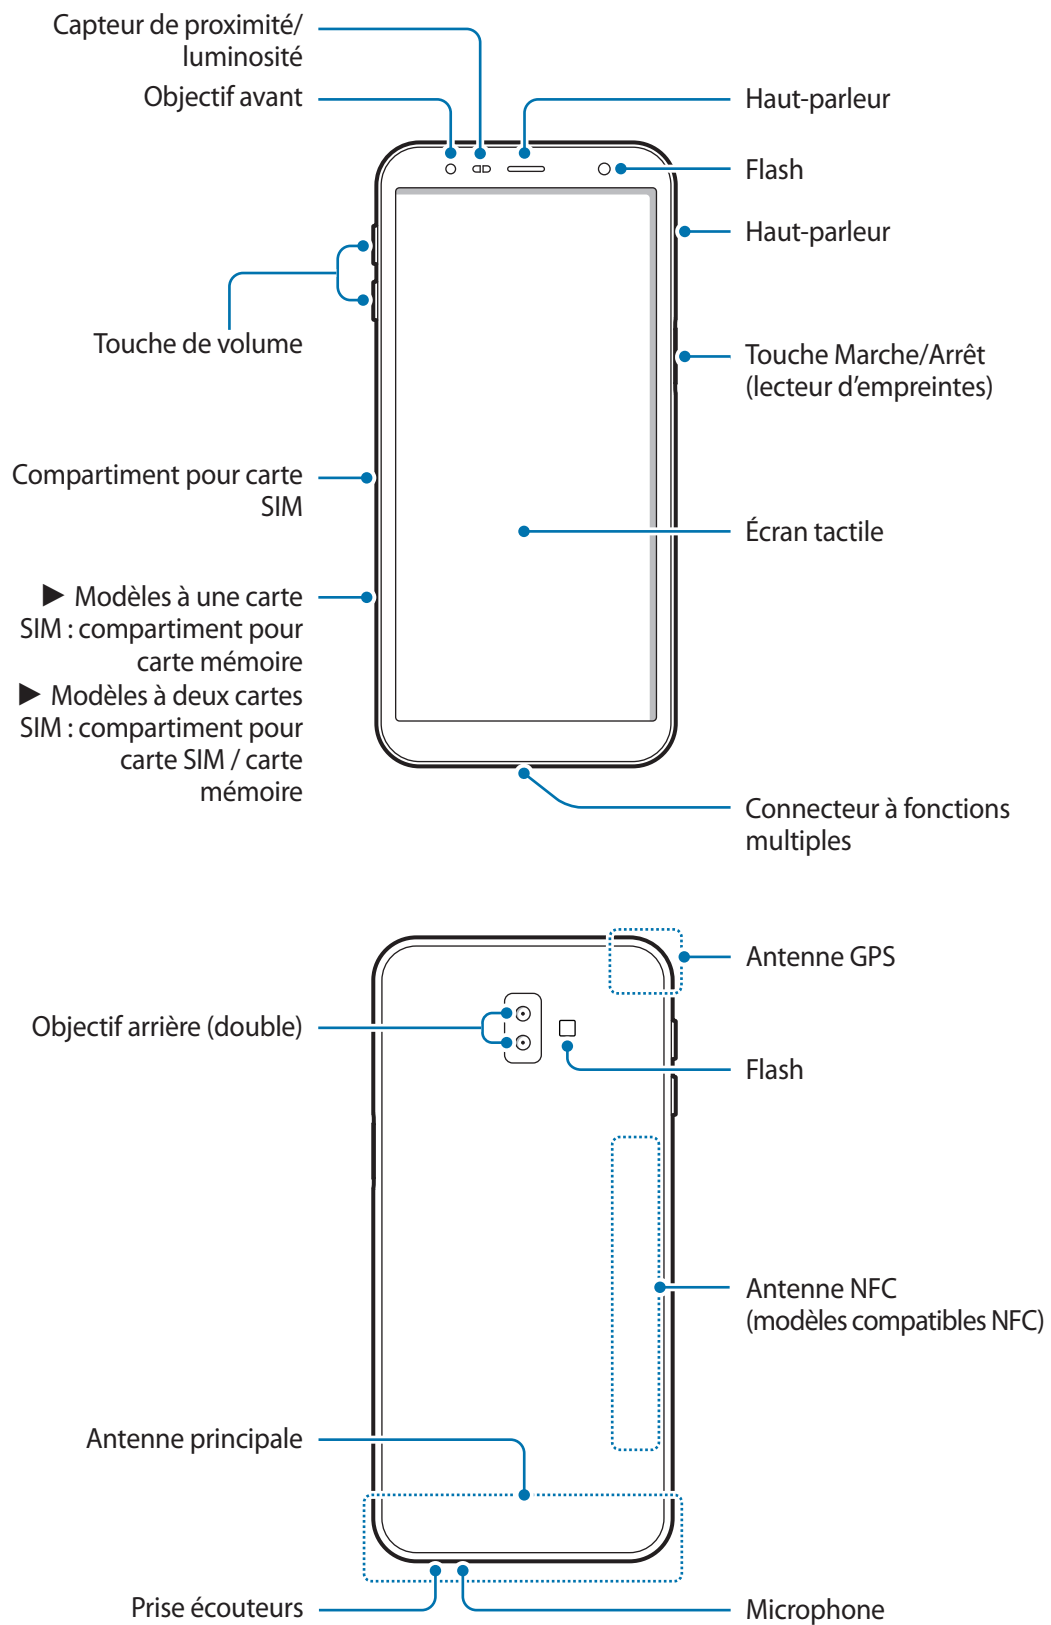 Capteur de proximité/
luminosité
Objectif avant
Haut-parleur
Flash
Haut-parleur
Touche de volume
Touche Marche/Arrêt
(lecteur d’empreintes)
Compartiment pour carte
SIM
Écran tactile
► Modèles à une carte
SIM : compartiment pour
carte mémoire
► Modèles à deux cartes
SIM : compartiment pour
carte SIM / carte
mémoire
Connecteur à fonctions
multiples
Antenne GPS
Objectif arrière (double)
Flash
Antenne NFC
(modèles compatibles NFC)
Antenne principale
Prise écouteurs
Microphone